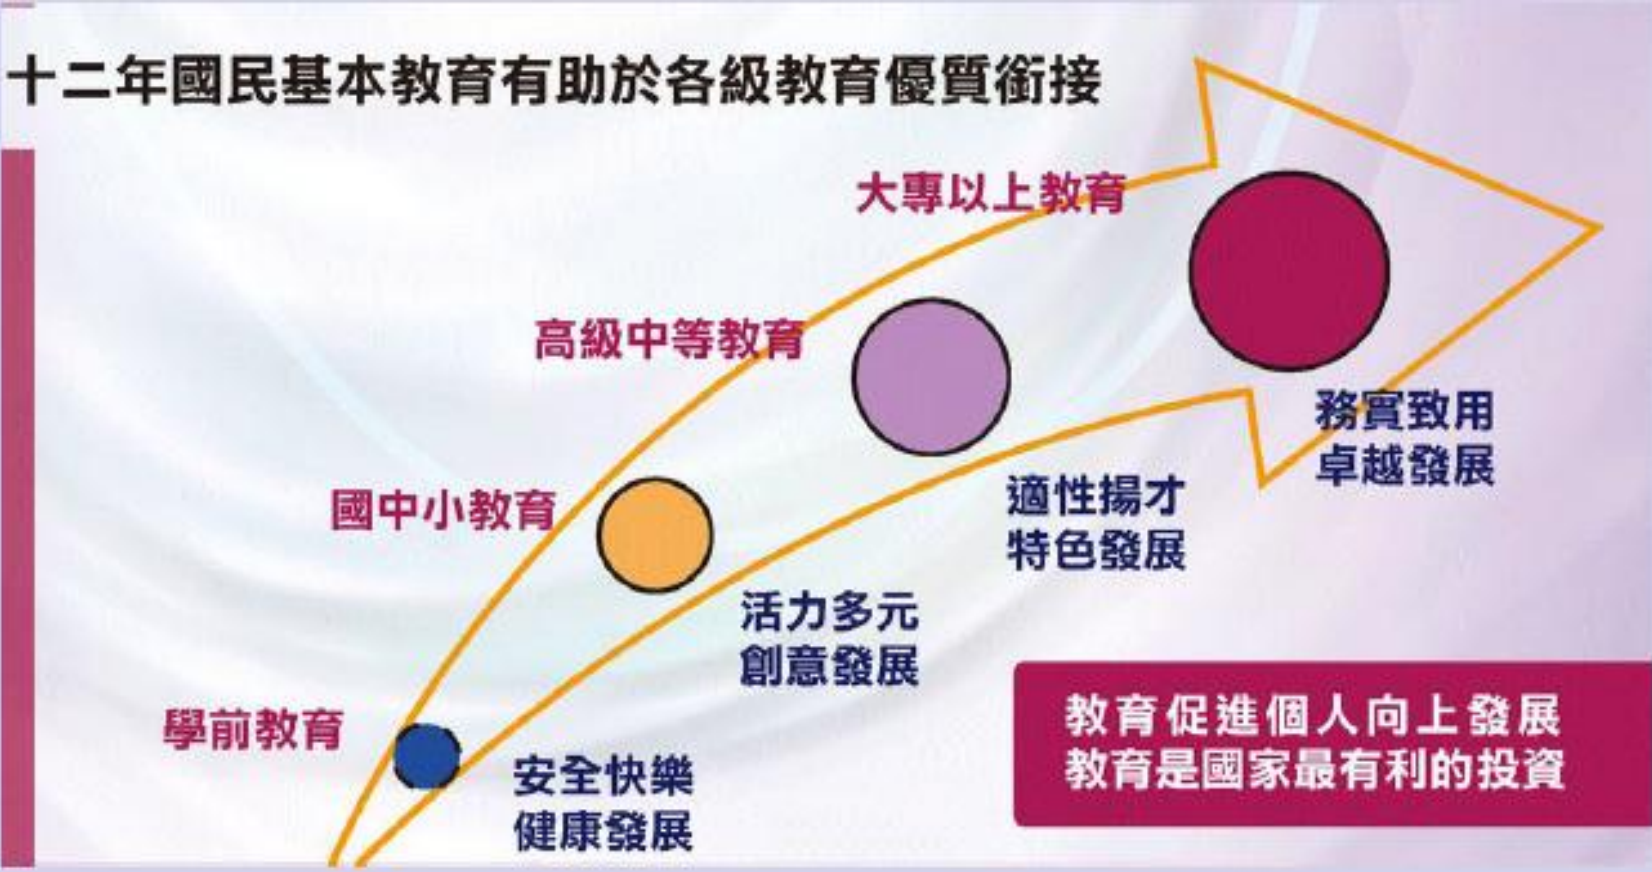 十二年國民基本教育有助於各級教育優質銜接
大專以上教育
高級中等教育
務實致用
卓越發展
國中小教育
適性揚才
特色發展
活力多元
創意發展
學前教育
安全快樂
健康發展
教育促進個人向上發展
教育是國家最有利的投資